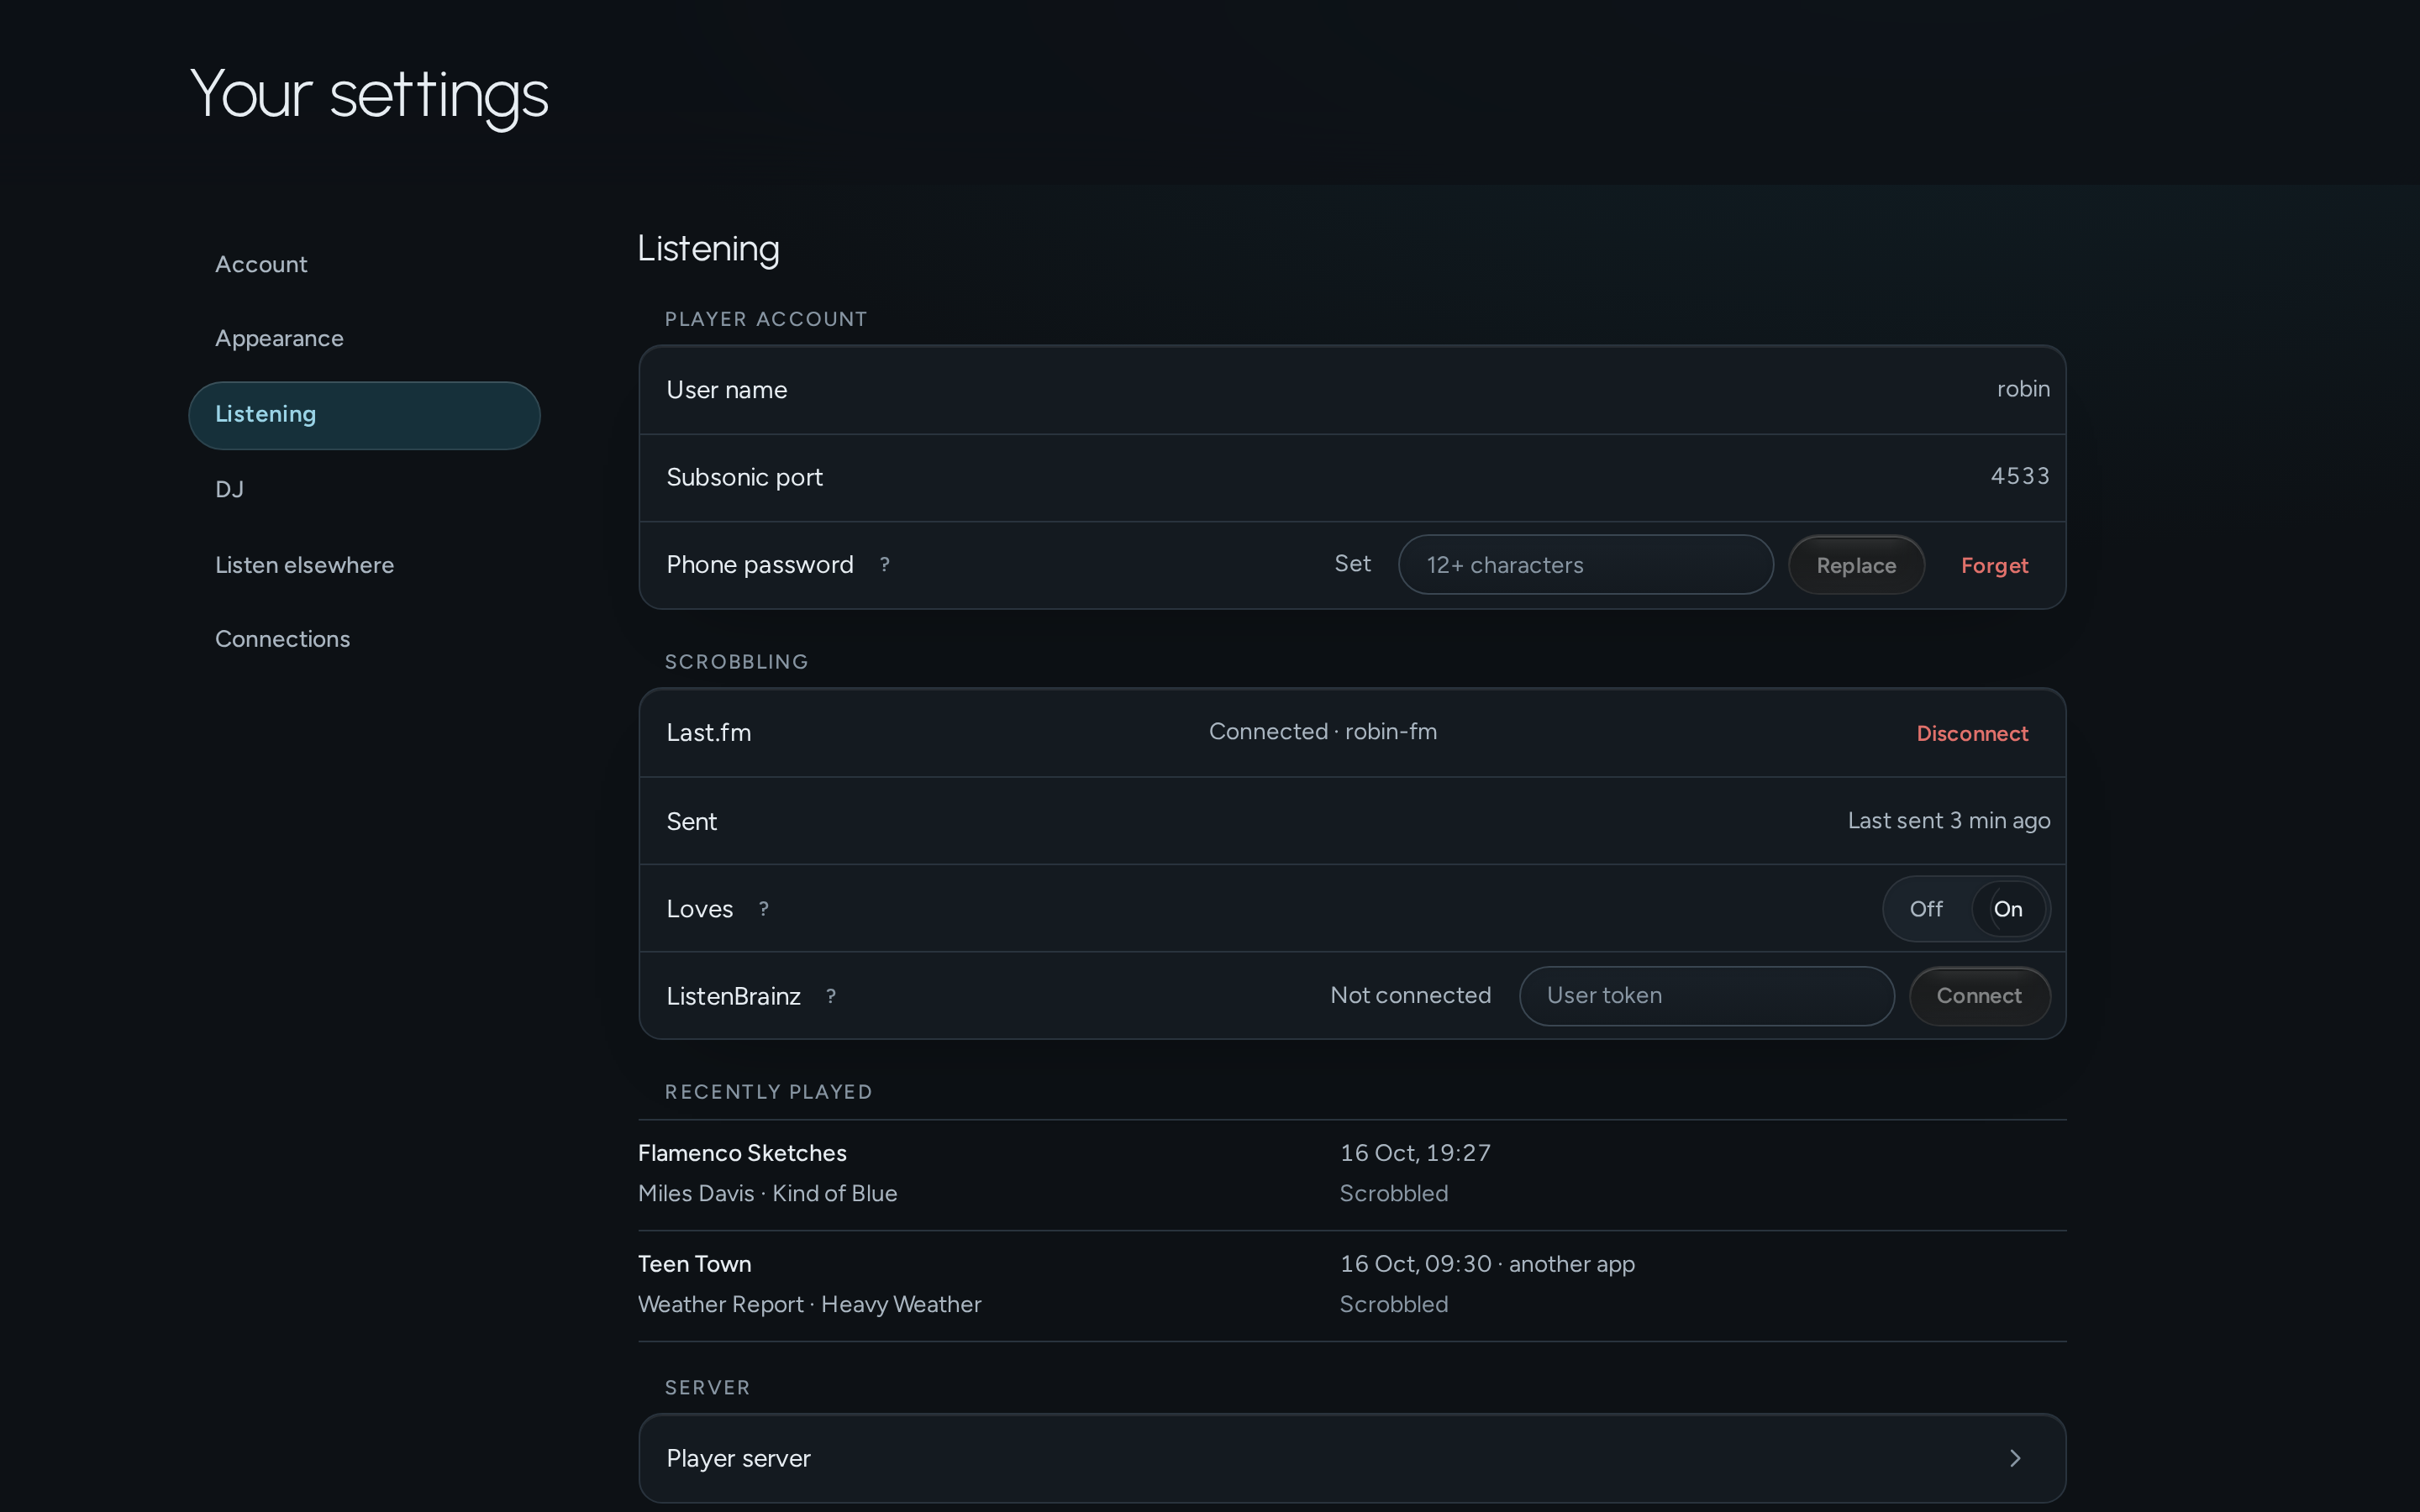 Your settings
Account
Appearance
Listening
DJ
Listen elsewhere
Connections
Listening
PLAYER ACCOUNT
User name robin
Subsonic port 4533
Phone password ? Set 12+ characters Replace Forget
SCROBBLING
Last.fm Connected · robin-fm Disconnect
Sent Last sent 3 min ago
Loves ? Off On
ListenBrainz ? Not connected User token Connect
RECENTLY PLAYED
Flamenco Sketches 16 Oct, 19:27
Miles Davis · Kind of Blue Scrobbled
Teen Town 16 Oct, 09:30 · another app
Weather Report · Heavy Weather Scrobbled
SERVER
Player server